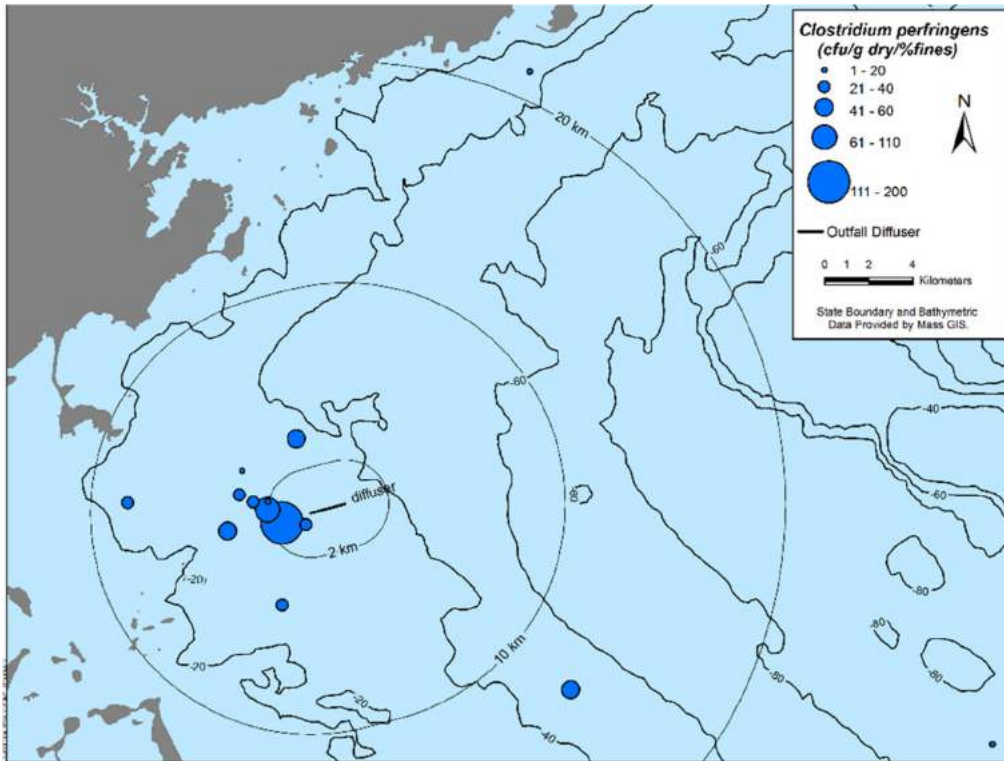 Clostridium perfringens
(cfu/g dry/%fines)
1 - 20
21 - 40
41 - 60
61 - 110
111 - 200
N
Outfall Diffuser
0 1 2 4
Kilometers
State Boundary and Bathymetric
Data Provided by Mass GIS.
20 km
-60
-60
-40
-60
-80
diffuser
2 km
-20
-20
-20
10 km
-40
-80
-80
-80
-80